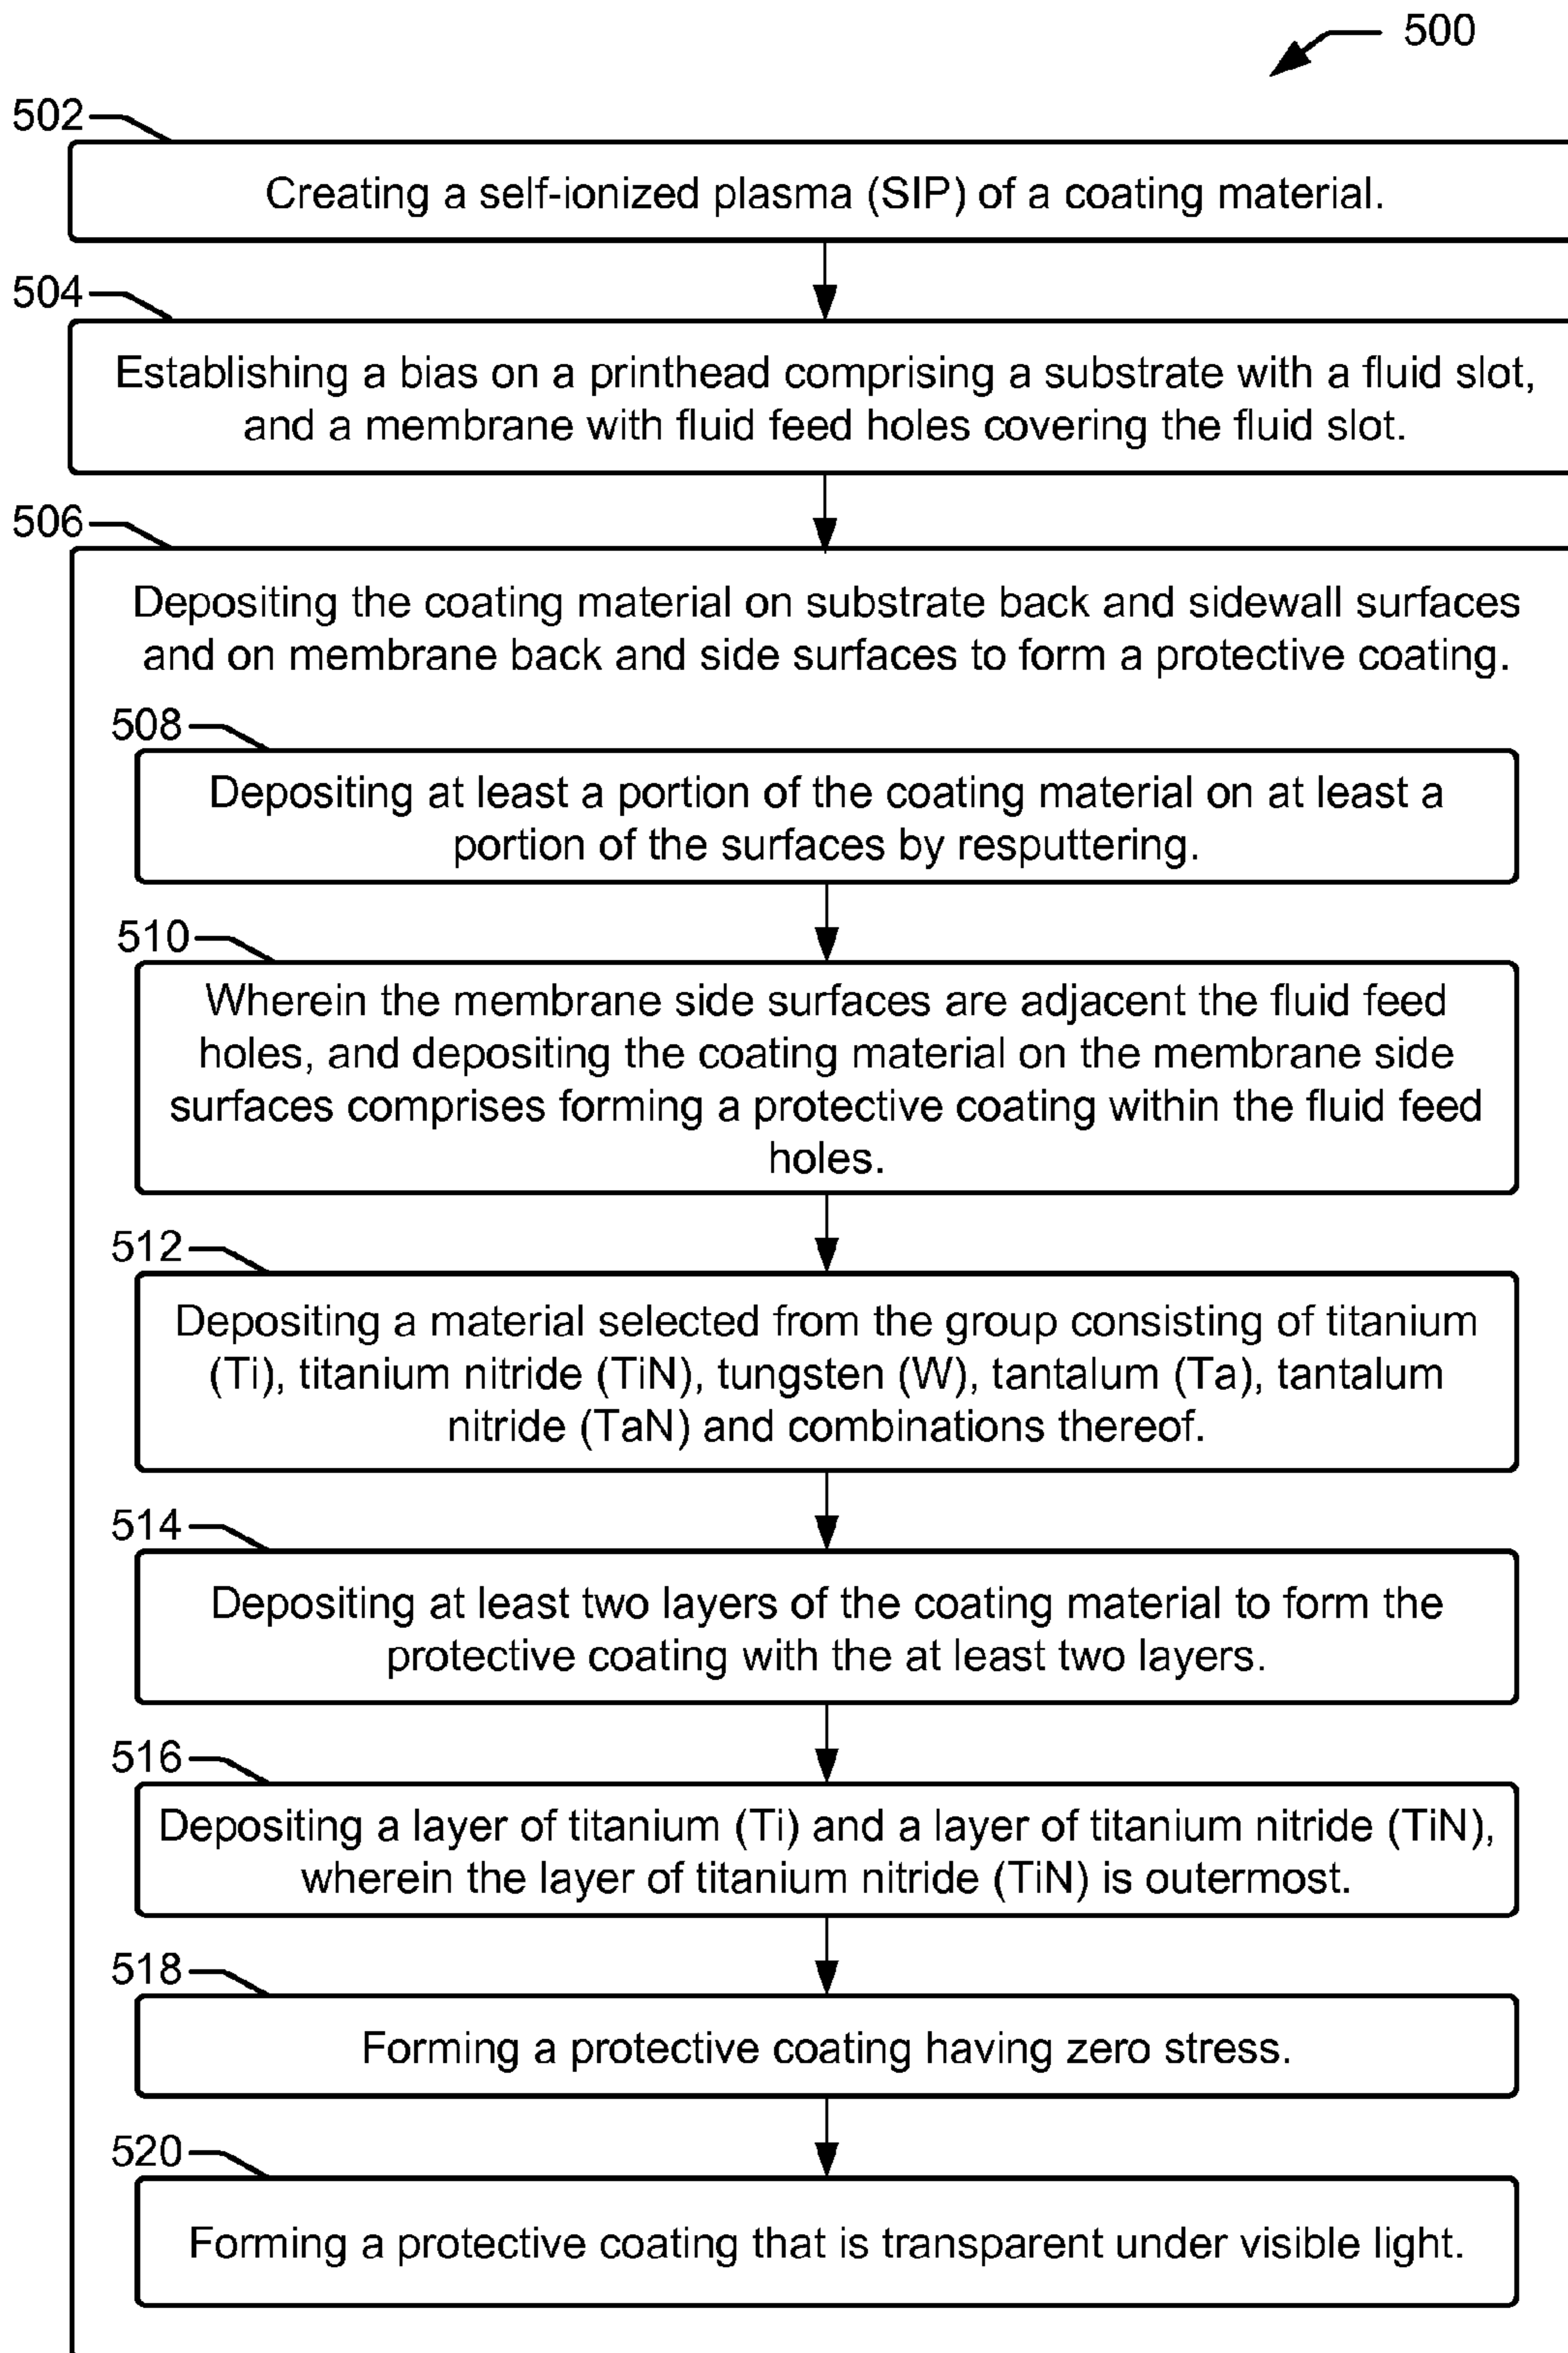 500
502
Creating a self-ionized plasma (SIP) of a coating material.
504
Establishing a bias on a printhead comprising a substrate with a fluid slot,
and a membrane with fluid feed holes covering the fluid slot.
506
Depositing the coating material on substrate back and sidewall surfaces
and on membrane back and side surfaces to form a protective coating.
508
Depositing at least a portion of the coating material on at least a
portion of the surfaces by resputtering.
510
Wherein the membrane side surfaces are adjacent the fluid feed
holes, and depositing the coating material on the membrane side
surfaces comprises forming a protective coating within the fluid feed
holes.
512
Depositing a material selected from the group consisting of titanium
(Ti), titanium nitride (TiN), tungsten (W), tantalum (Ta), tantalum
nitride (TaN) and combinations thereof.
514
Depositing at least two layers of the coating material to form the
protective coating with the at least two layers.
516
Depositing a layer of titanium (Ti) and a layer of titanium nitride (TiN),
wherein the layer of titanium nitride (TiN) is outermost.
518
Forming a protective coating having zero stress.
520
Forming a protective coating that is transparent under visible light.